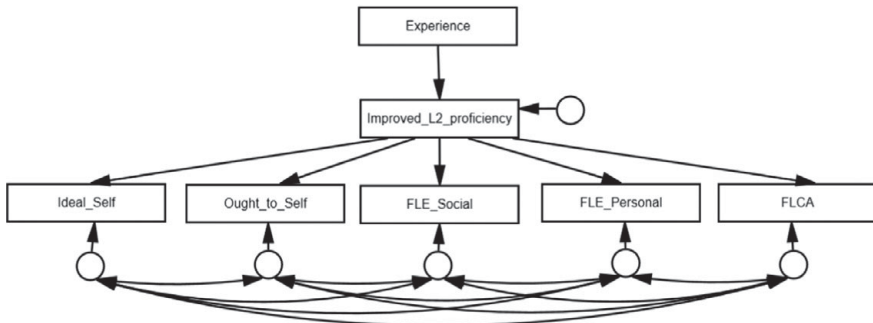 Experience
Improved_L2_proficiency
Ideal_Self
Ought_to_Self
FLE_Social
FLE_Personal
FLCA